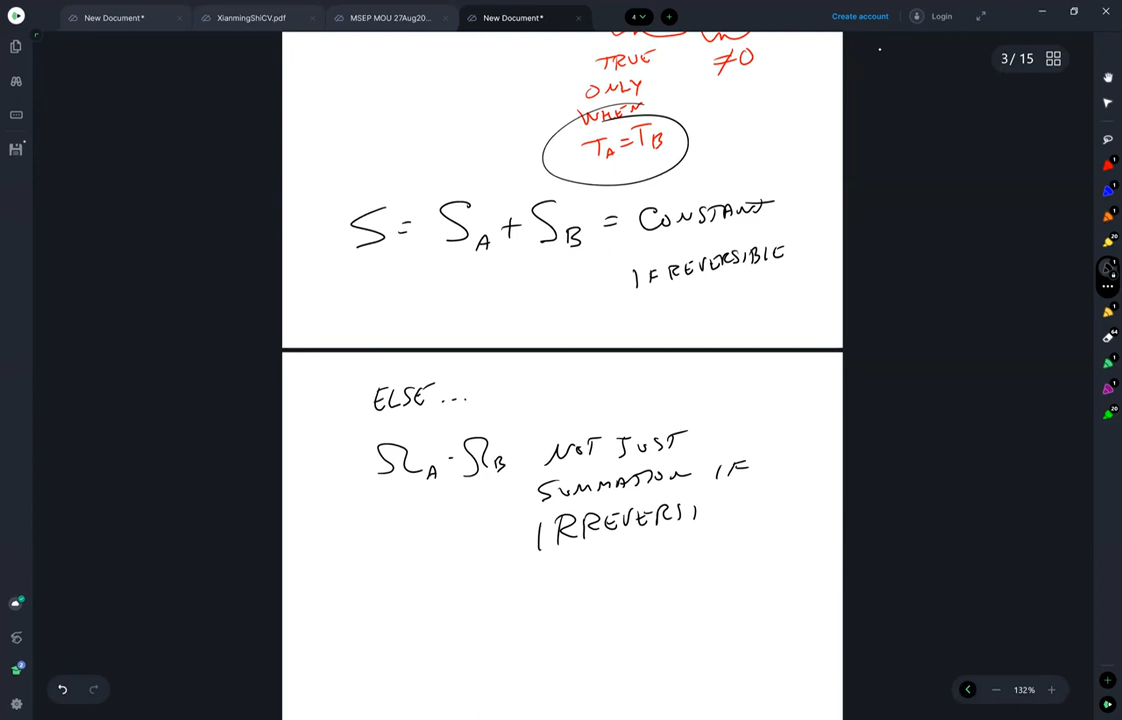 New Document*
XianmingShiCV.pdf
MSEP MOU 27Aug20...
New Document*
4
Create account
Login
3 / 15
TRUE
ONLY
WHEN
T_A = T_B
≠0
S = S_A + S_B = CONSTANT
IF REVERSIBLE
ELSE...
Ω_A · Ω_B NOT JUST
SUMMATION IF
IRREVERSI
132%